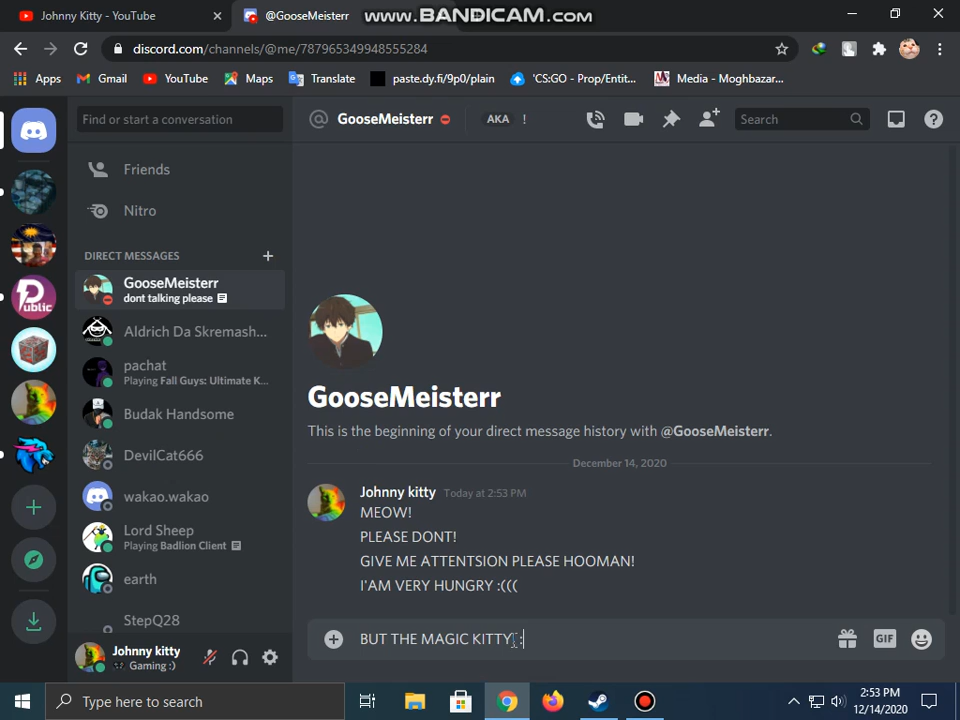 Johnny Kitty - YouTube
@GooseMeisterr
www.BANDICAM.com
discord.com/channels/@me/787965349948555284
Apps
Gmail
YouTube
Maps
Translate
paste.dy.fi/9p0/plain
'CS:GO - Prop/Entit...
Media - Moghbazar...
Find or start a conversation
@ GooseMeisterr
AKA !
Search
Friends
Nitro
DIRECT MESSAGES
GooseMeisterr
dont talking please
Aldrich Da Skremash...
pachat
Playing Fall Guys: Ultimate K...
Budak Handsome
DevilCat666
wakao.wakao
Lord Sheep
Playing Badlion Client
earth
StepQ28
Public
GooseMeisterr
This is the beginning of your direct message history with @GooseMeisterr.
December 14, 2020
Johnny kitty Today at 2:53 PM
MEOW!
PLEASE DONT!
GIVE ME ATTENTSION PLEASE HOOMAN!
I'AM VERY HUNGRY :(((
BUT THE MAGIC KITTY :
GIF
Johnny kitty
Gaming :)
Type here to search
2:53 PM
12/14/2020